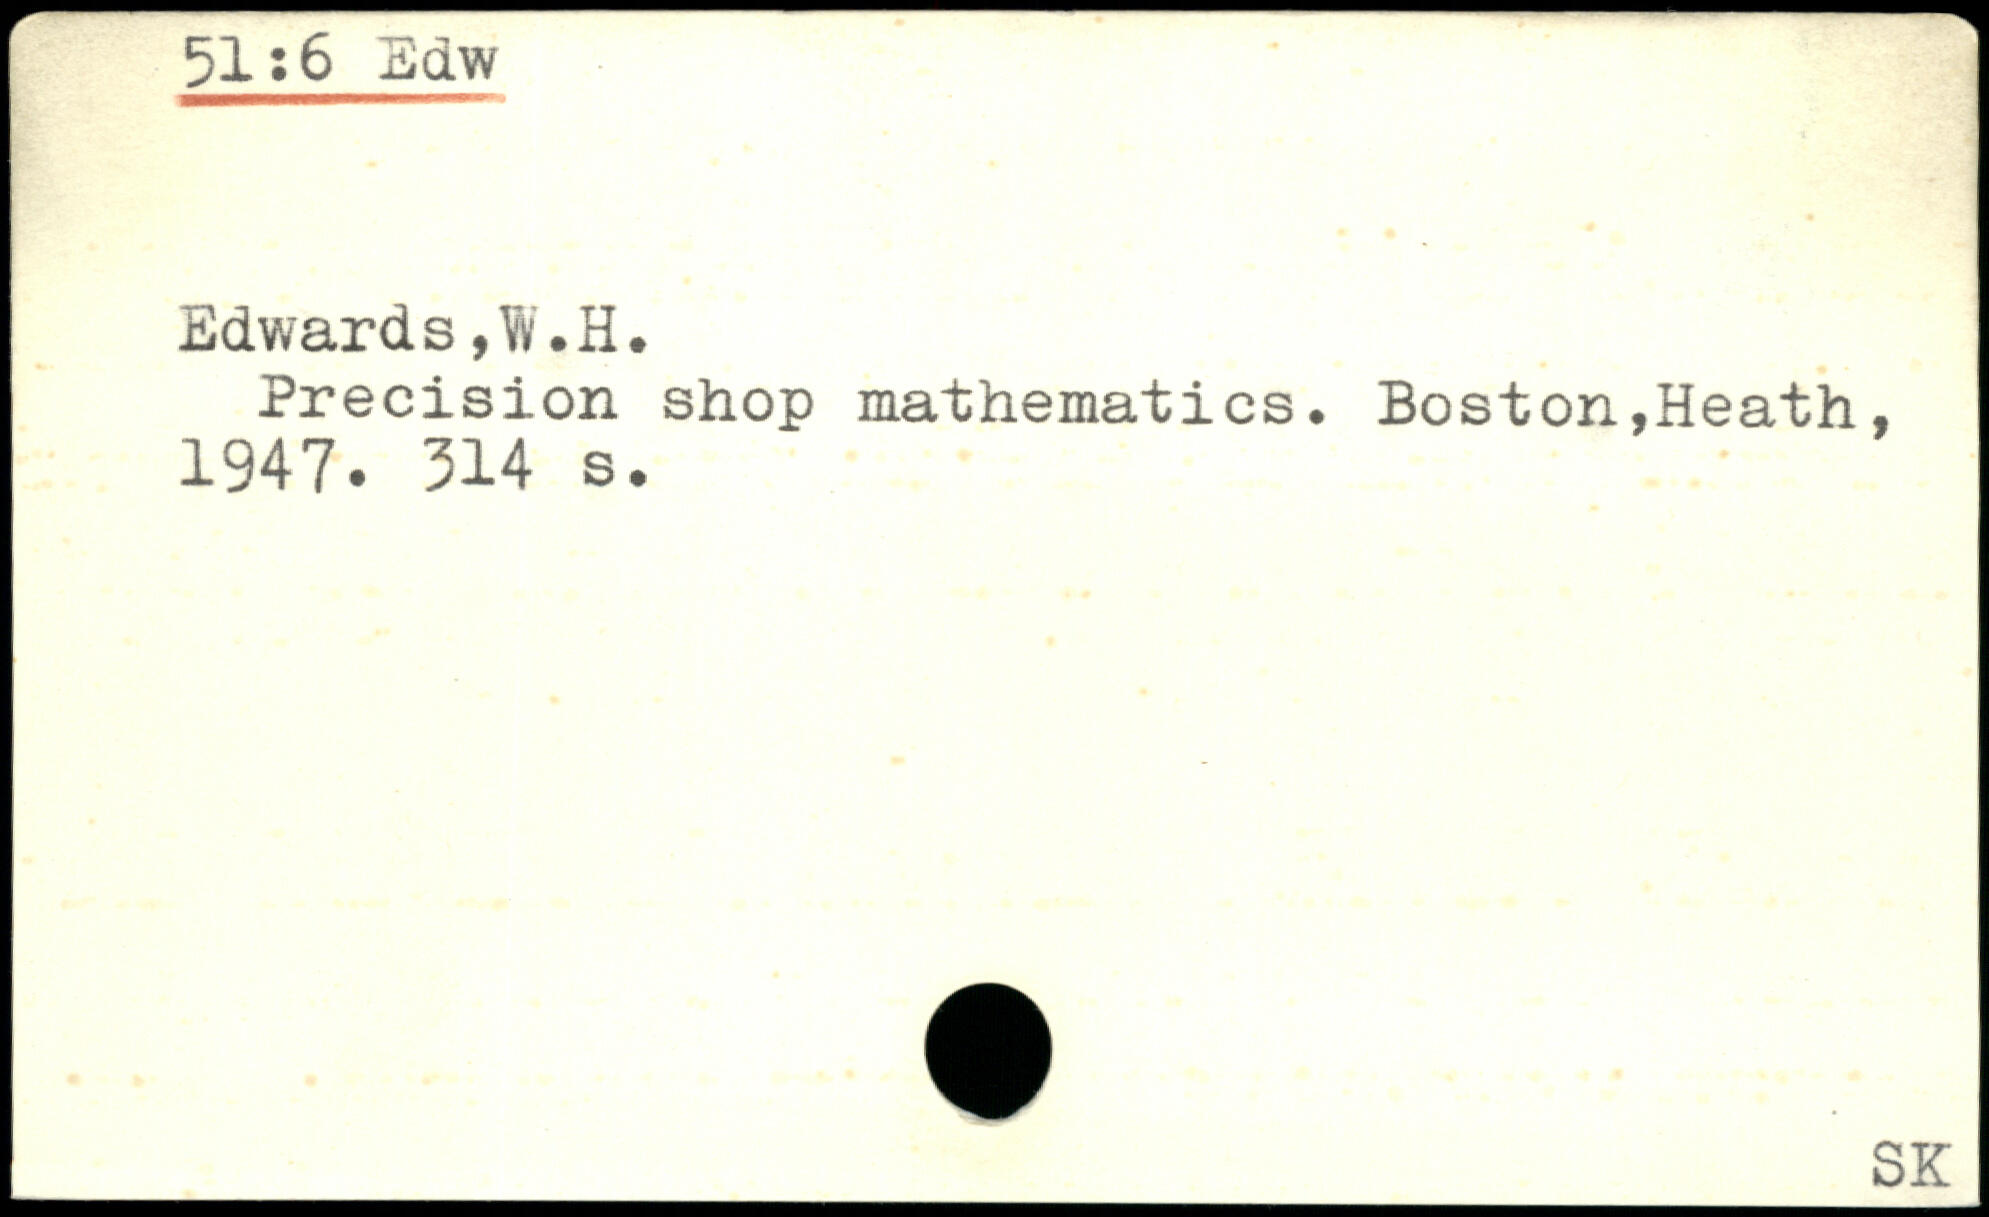 51:6 Edw
Edwards,W.H.
Precision shop mathematics. Boston,Heath,
1947. 314 s.
SK